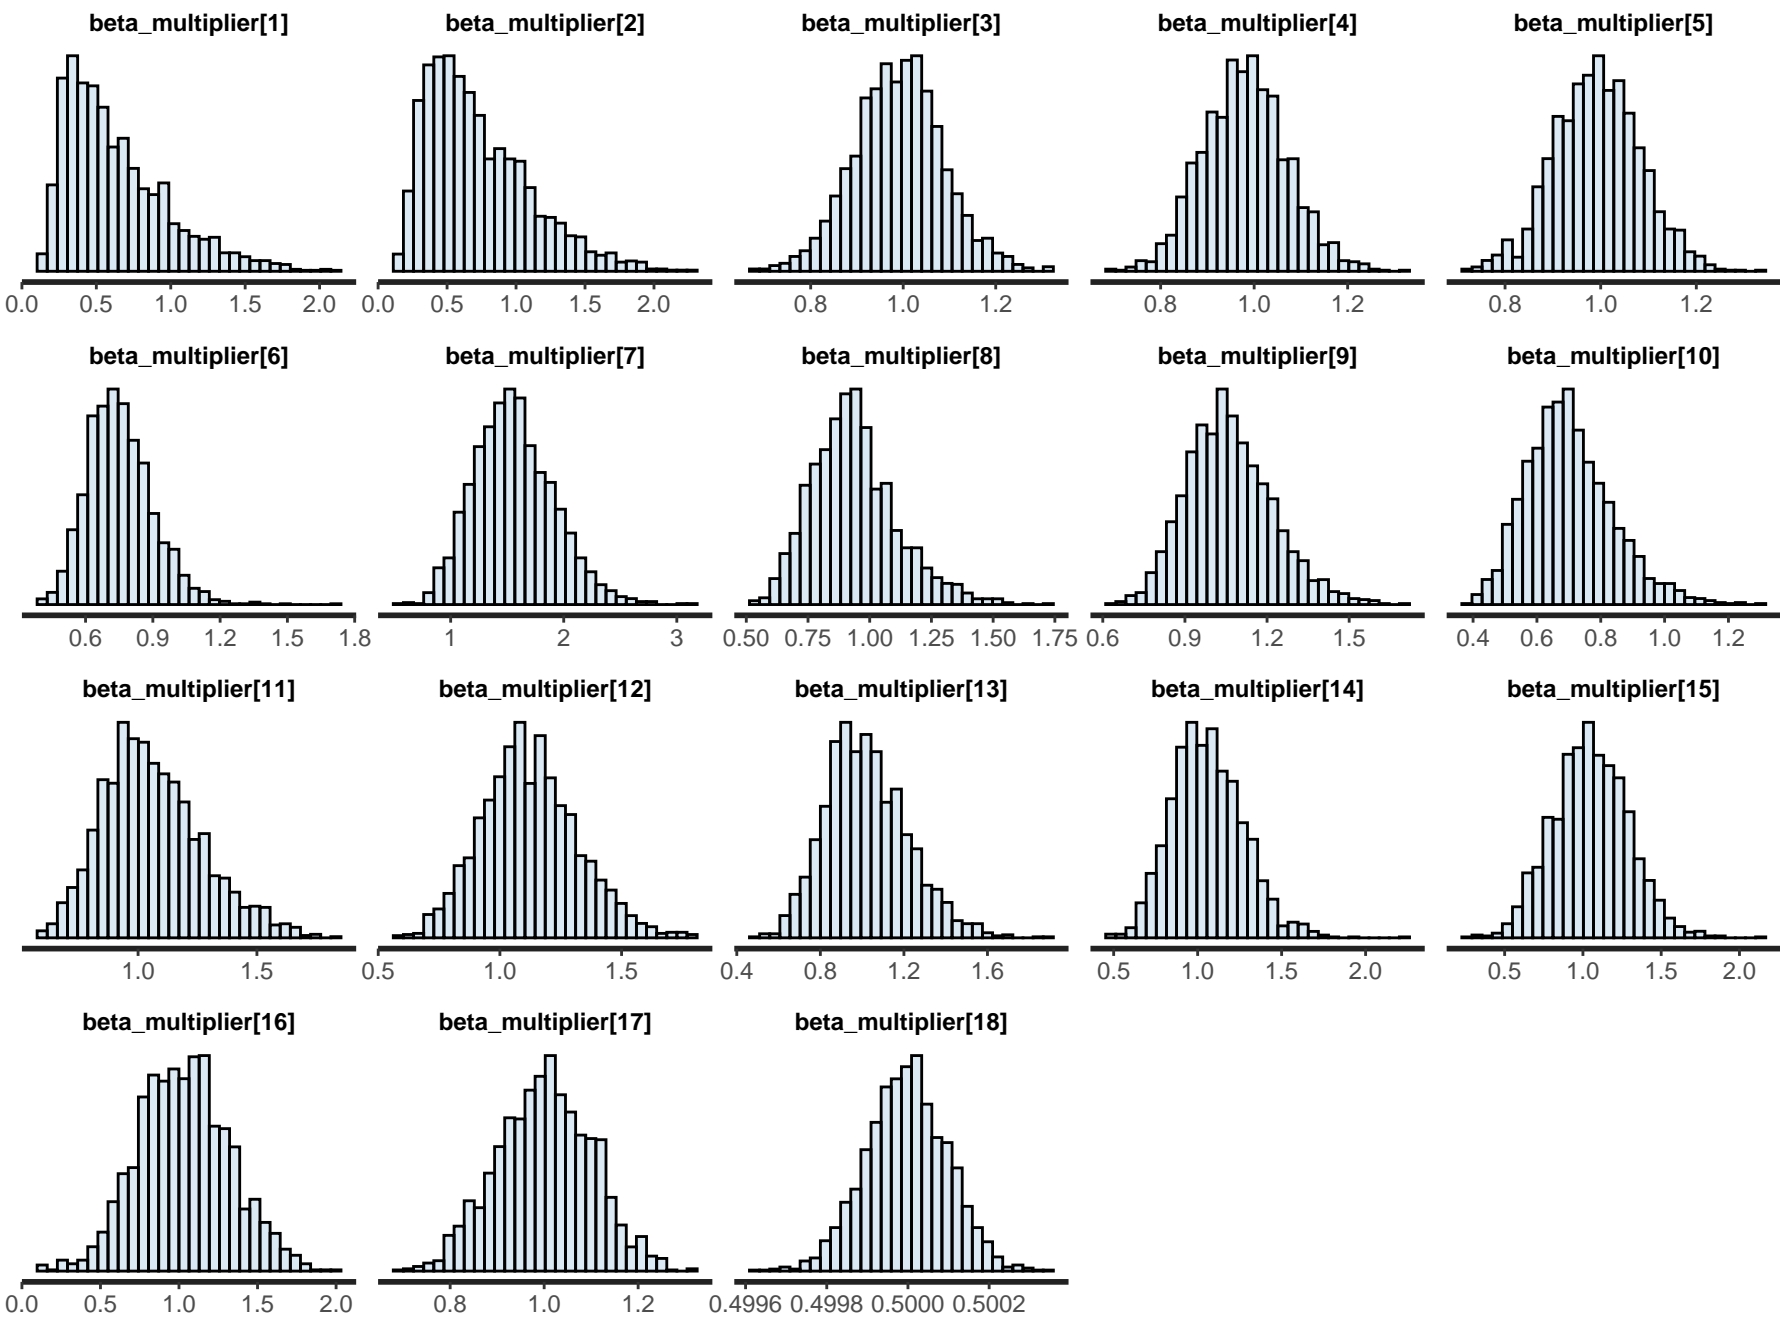 beta_multiplier[1] beta_multiplier[2] beta_multiplier[3] beta_multiplier[4] beta_multiplier[5]
0.0 0.5 1.0 1.5 2.0 0.0 0.5 1.0 1.5 2.0 0.8 1.0 1.2 0.8 1.0 1.2 0.8 1.0 1.2
beta_multiplier[6] beta_multiplier[7] beta_multiplier[8] beta_multiplier[9] beta_multiplier[10]
0.6 0.9 1.2 1.5 1.8 1 2 3 0.50 0.75 1.00 1.25 1.50 1.75 0.6 0.9 1.2 1.5 0.4 0.6 0.8 1.0 1.2
beta_multiplier[11] beta_multiplier[12] beta_multiplier[13] beta_multiplier[14] beta_multiplier[15]
1.0 1.5 0.5 1.0 1.5 0.4 0.8 1.2 1.6 0.5 1.0 1.5 2.0 0.5 1.0 1.5 2.0
beta_multiplier[16] beta_multiplier[17] beta_multiplier[18]
0.0 0.5 1.0 1.5 2.0 0.8 1.0 1.2 0.4996 0.4998 0.5000 0.5002